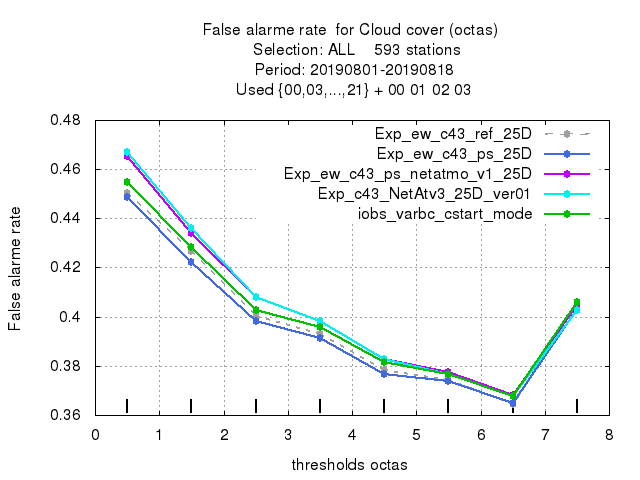 False alarme rate  for Cloud cover (octas)
Selection: ALL    593 stations
Period: 20190801-20190818
Used {00,03,...,21} + 00 01 02 03
Exp_ew_c43_ref_25D
Exp_ew_c43_ps_25D
Exp_ew_c43_ps_netatmo_v1_25D
Exp_c43_NetAtv3_25D_ver01
iobs_varbc_cstart_mode
False alarme rate
0.48
0.46
0.44
0.42
0.4
0.38
0.36
0 1 2 3 4 5 6 7 8
thresholds octas